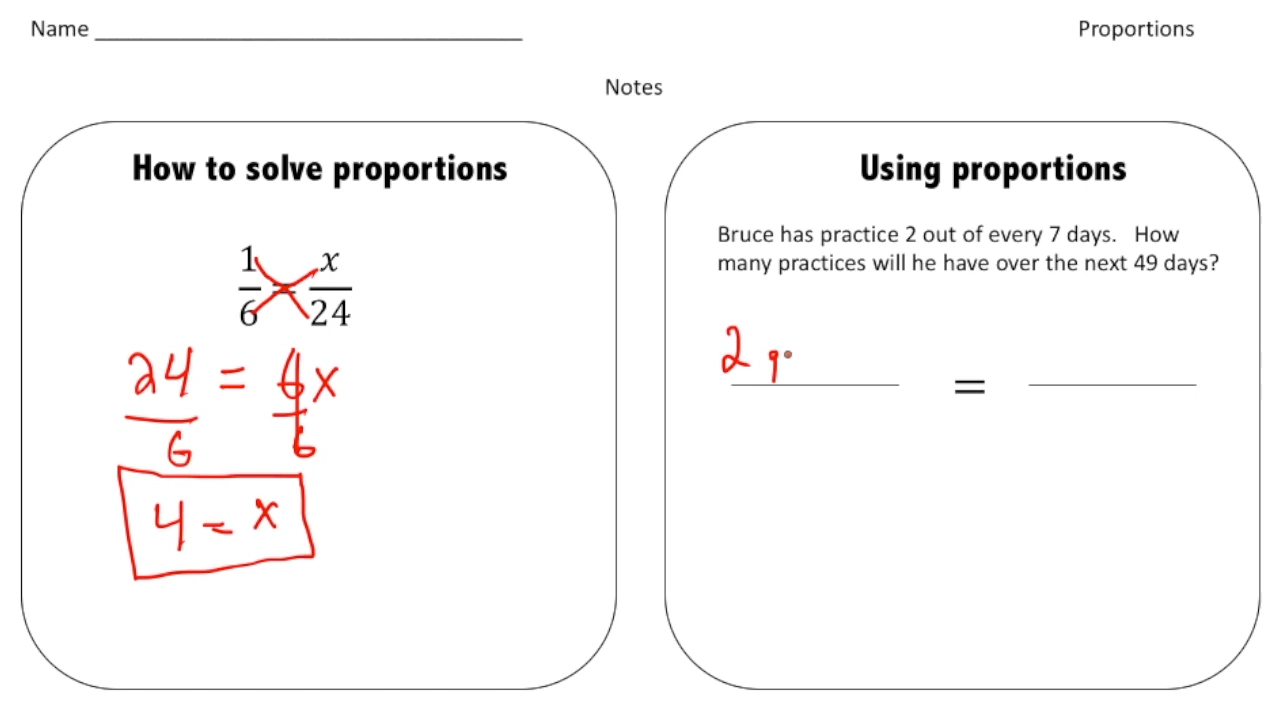 Name ____________________
Proportions
Notes
How to solve proportions
1/6 = x/24
24 = 6x
6 6
4 = x
Using proportions
Bruce has practice 2 out of every 7 days. How
many practices will he have over the next 49 days?
2 p
=